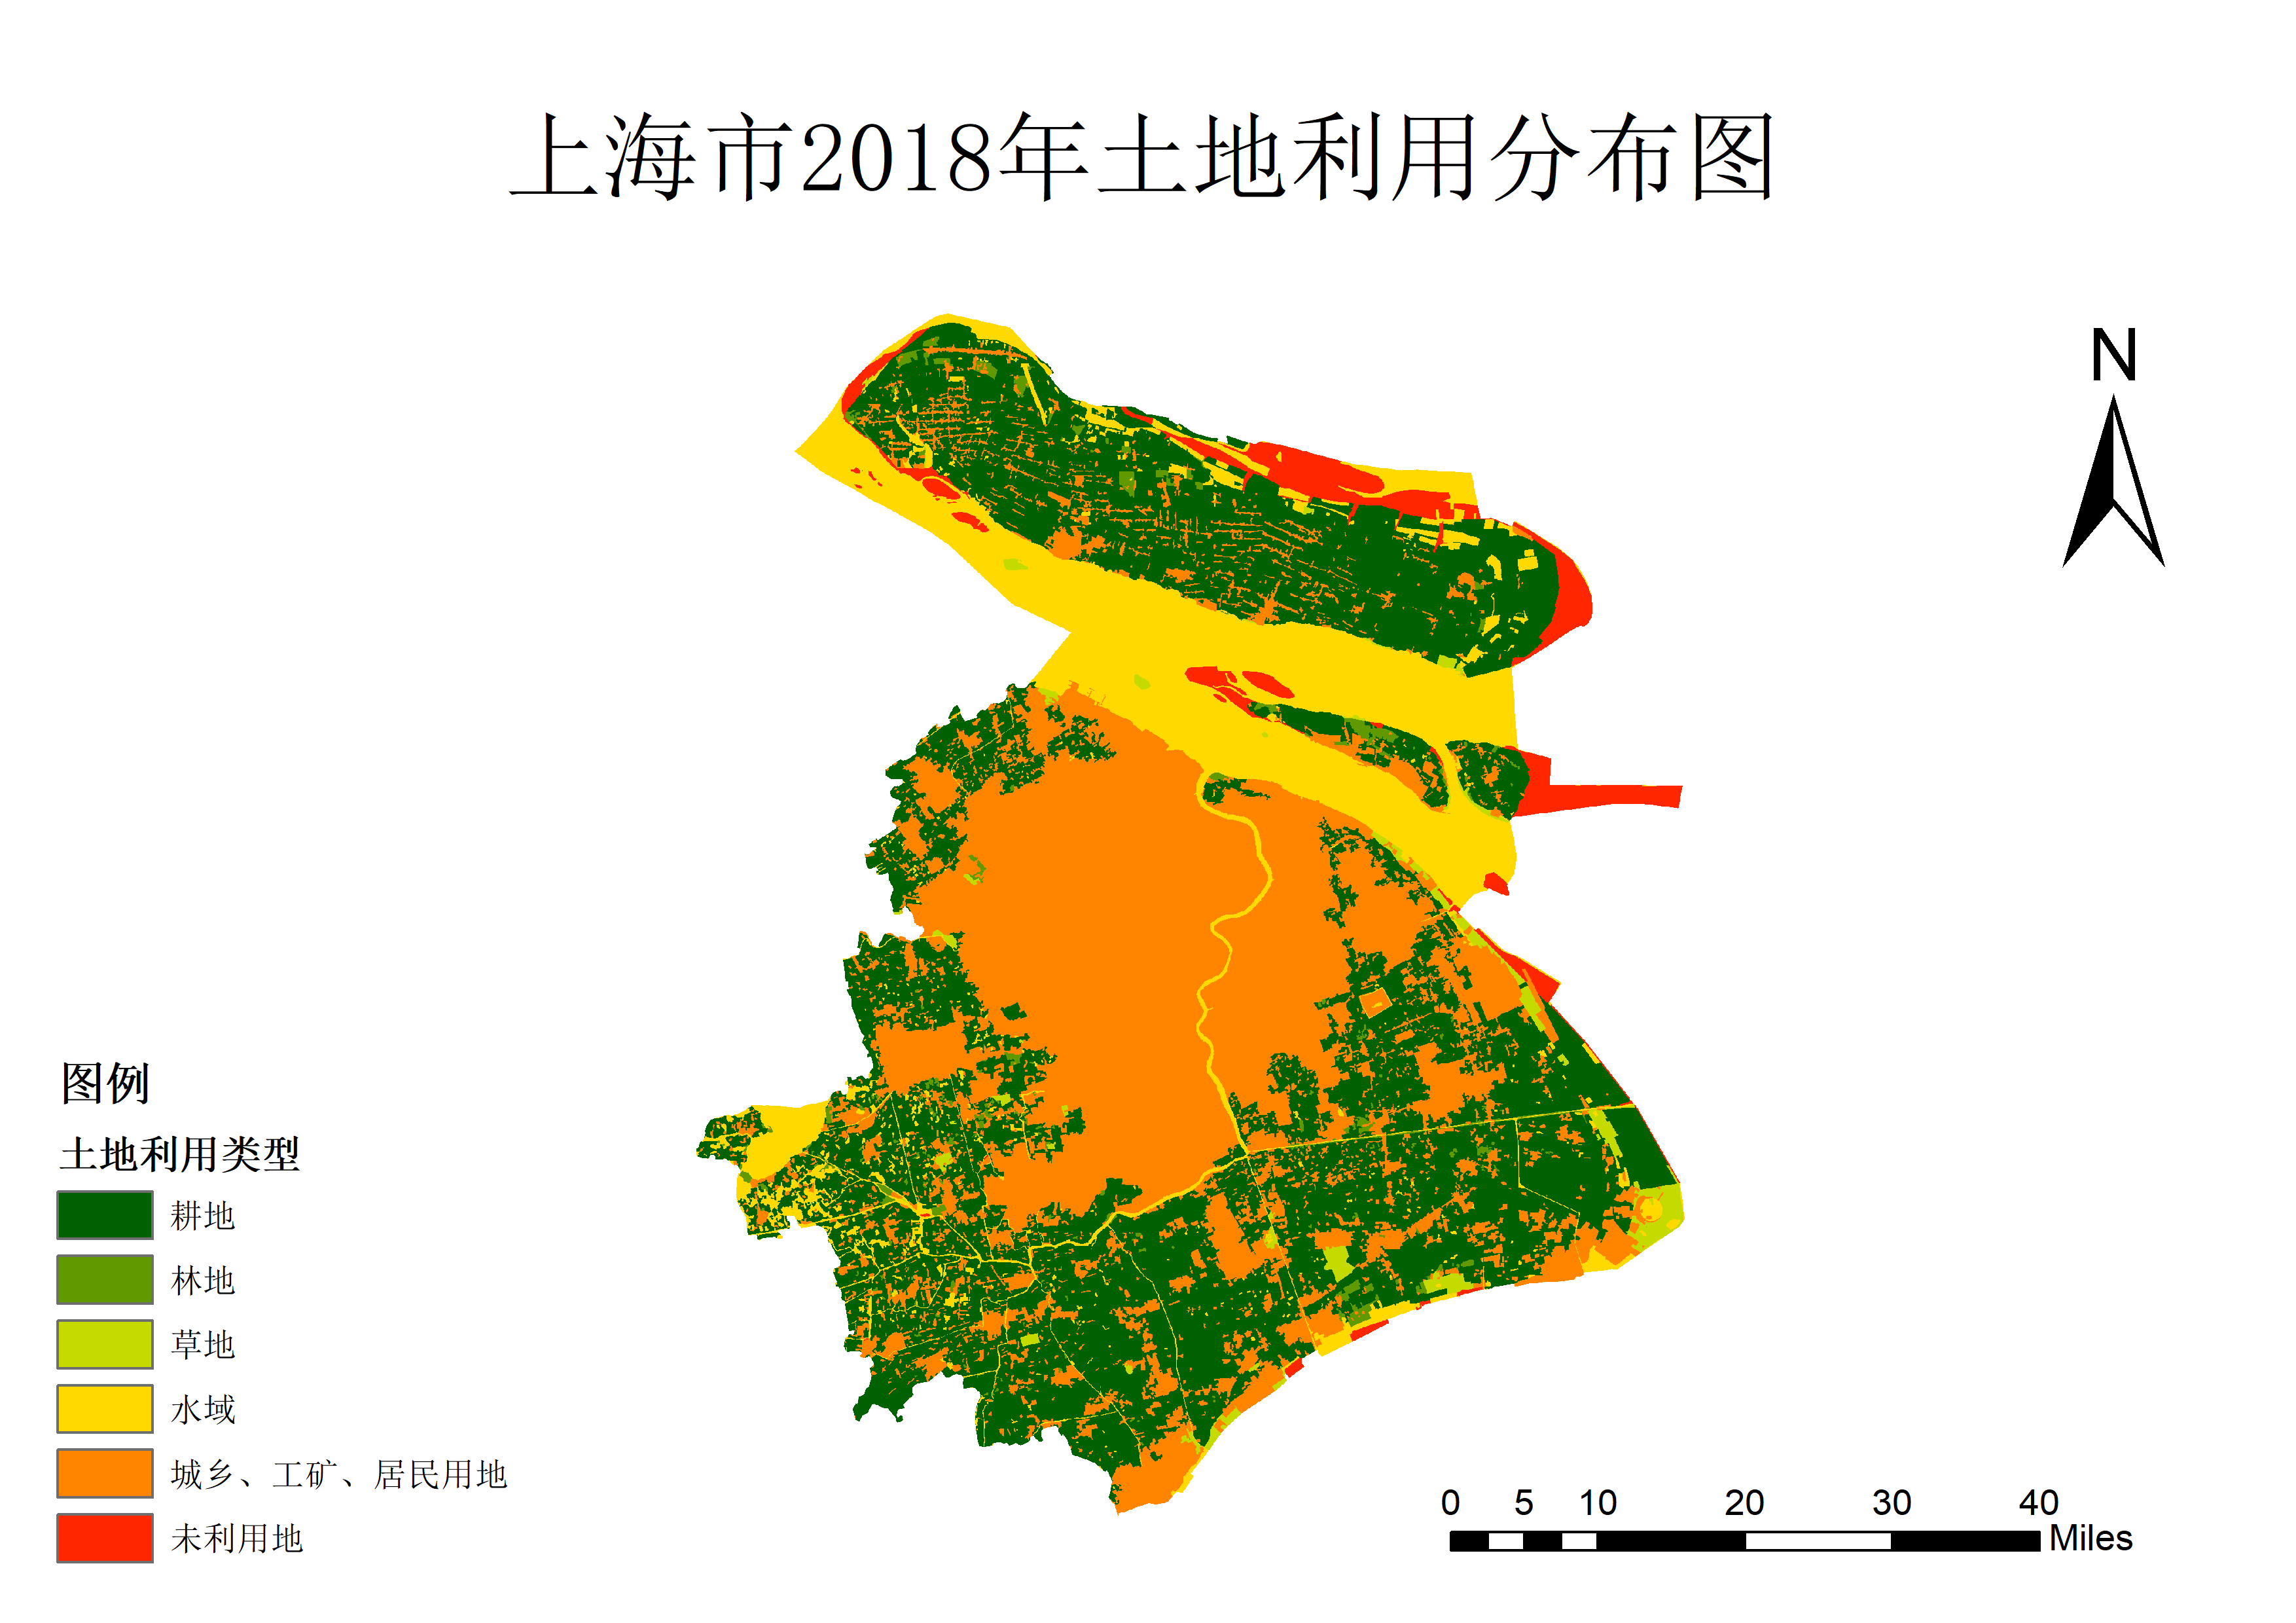 上海市2018年土地利用分布图
N
图例
土地利用类型
耕地
林地
草地
水域
城乡、工矿、居民用地
未利用地
0 5 10 20 30 40
Miles